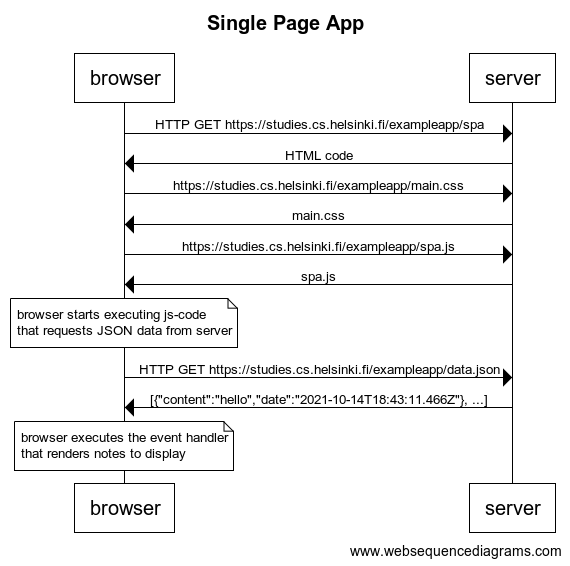 Single Page App
browser
server
HTTP GET https://studies.cs.helsinki.fi/exampleapp/spa
HTML code
https://studies.cs.helsinki.fi/exampleapp/main.css
main.css
https://studies.cs.helsinki.fi/exampleapp/spa.js
spa.js
browser starts executing js-code
that requests JSON data from server
HTTP GET https://studies.cs.helsinki.fi/exampleapp/data.json
[{"content":"hello","date":"2021-10-14T18:43:11.466Z"}, ...]
browser executes the event handler
that renders notes to display
browser
server
www.websequencediagrams.com